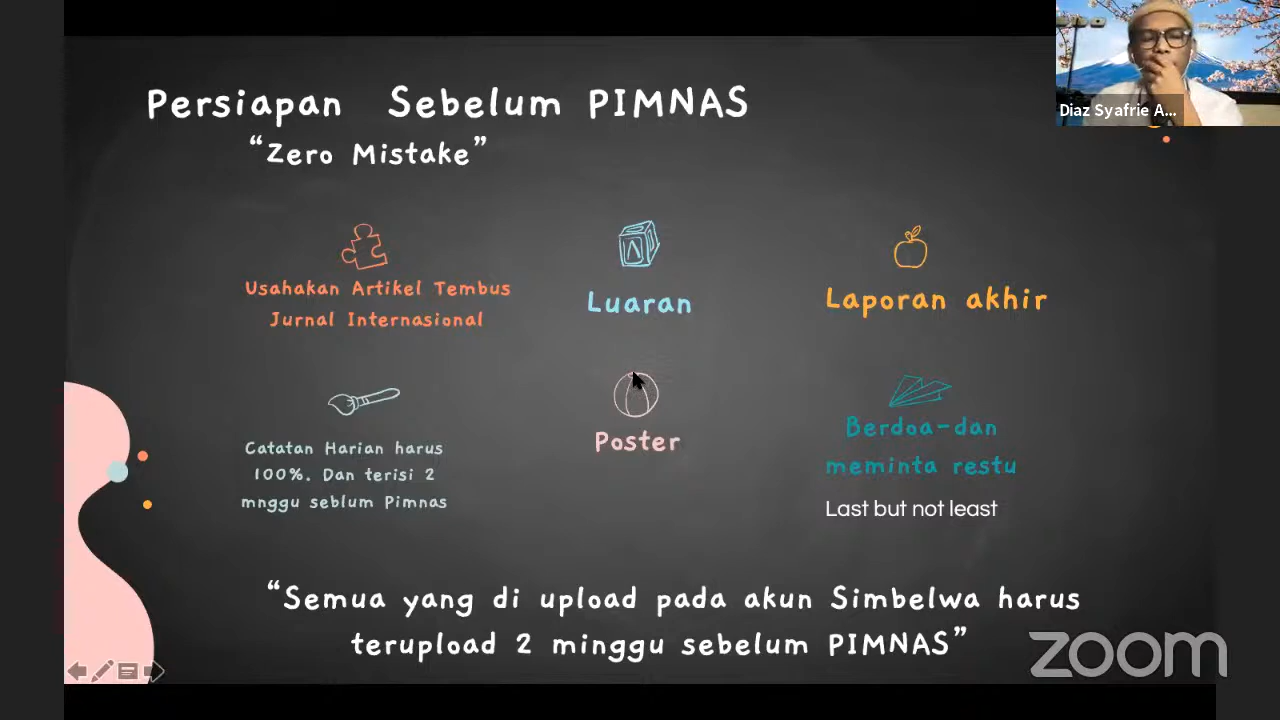 Persiapan Sebelum PIMNAS
"Zero Mistake"
Diaz Syafrie A...
Usahakan Artikel Tembus
Jurnal Internasional
Luaran
Laporan akhir
Catatan Harian harus
100%. Dan terisi 2
mnggu seblum Pimnas
Poster
Berdoa-dan
meminta restu
Last but not least
"Semua yang di upload pada akun Simbelwa harus
terupload 2 minggu sebelum PIMNAS"
zoom